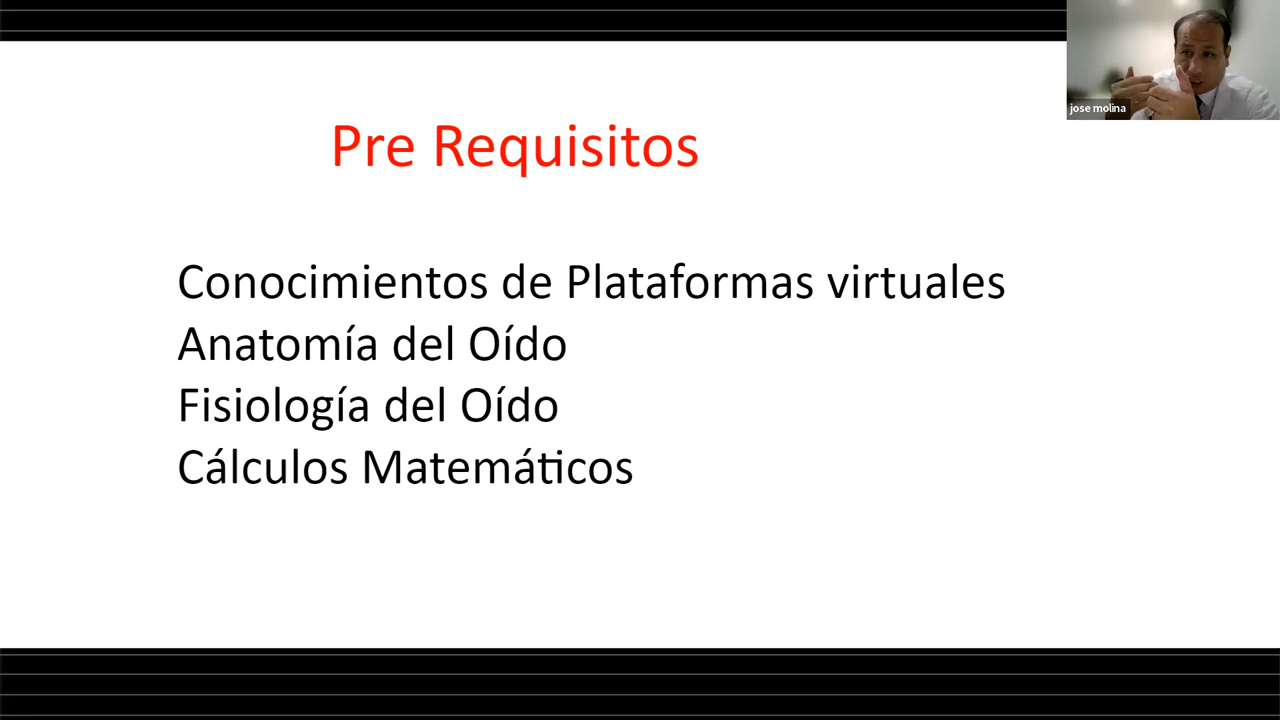 jose molina
Pre Requisitos
Conocimientos de Plataformas virtuales
Anatomía del Oído
Fisiología del Oído
Cálculos Matemáticos